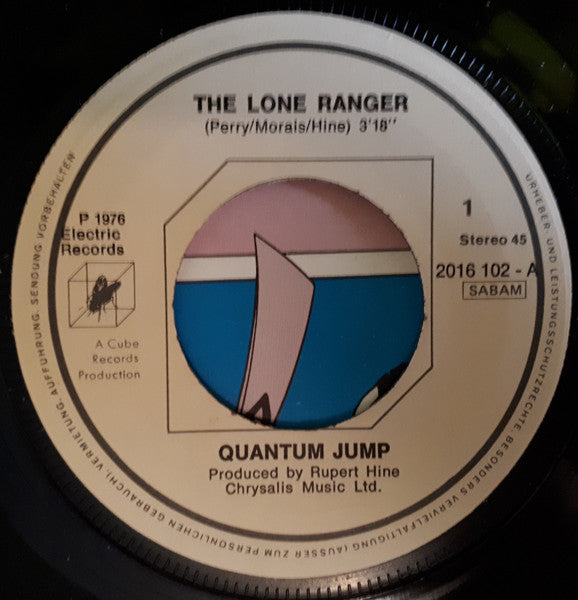 THE LONE RANGER
(Perry/Morais/Hine) 3'18"
P 1976
Electric
Records
1
Stereo 45
2016 102 - A
SABAM
A Cube
Records
Production
QUANTUM JUMP
Produced by Rupert Hine
Chrysalis Music Ltd.
URHEBER- UND LEISTUNGSSCHUTZRECHTE, BESONDERS VERVIELFÄLTIGUNG (AUSSER ZUM PERSÖNLICHEN GEBRAUCH), VERMIETUNG, AUFFÜHRUNG, SENDUNG VORBEHALTEN